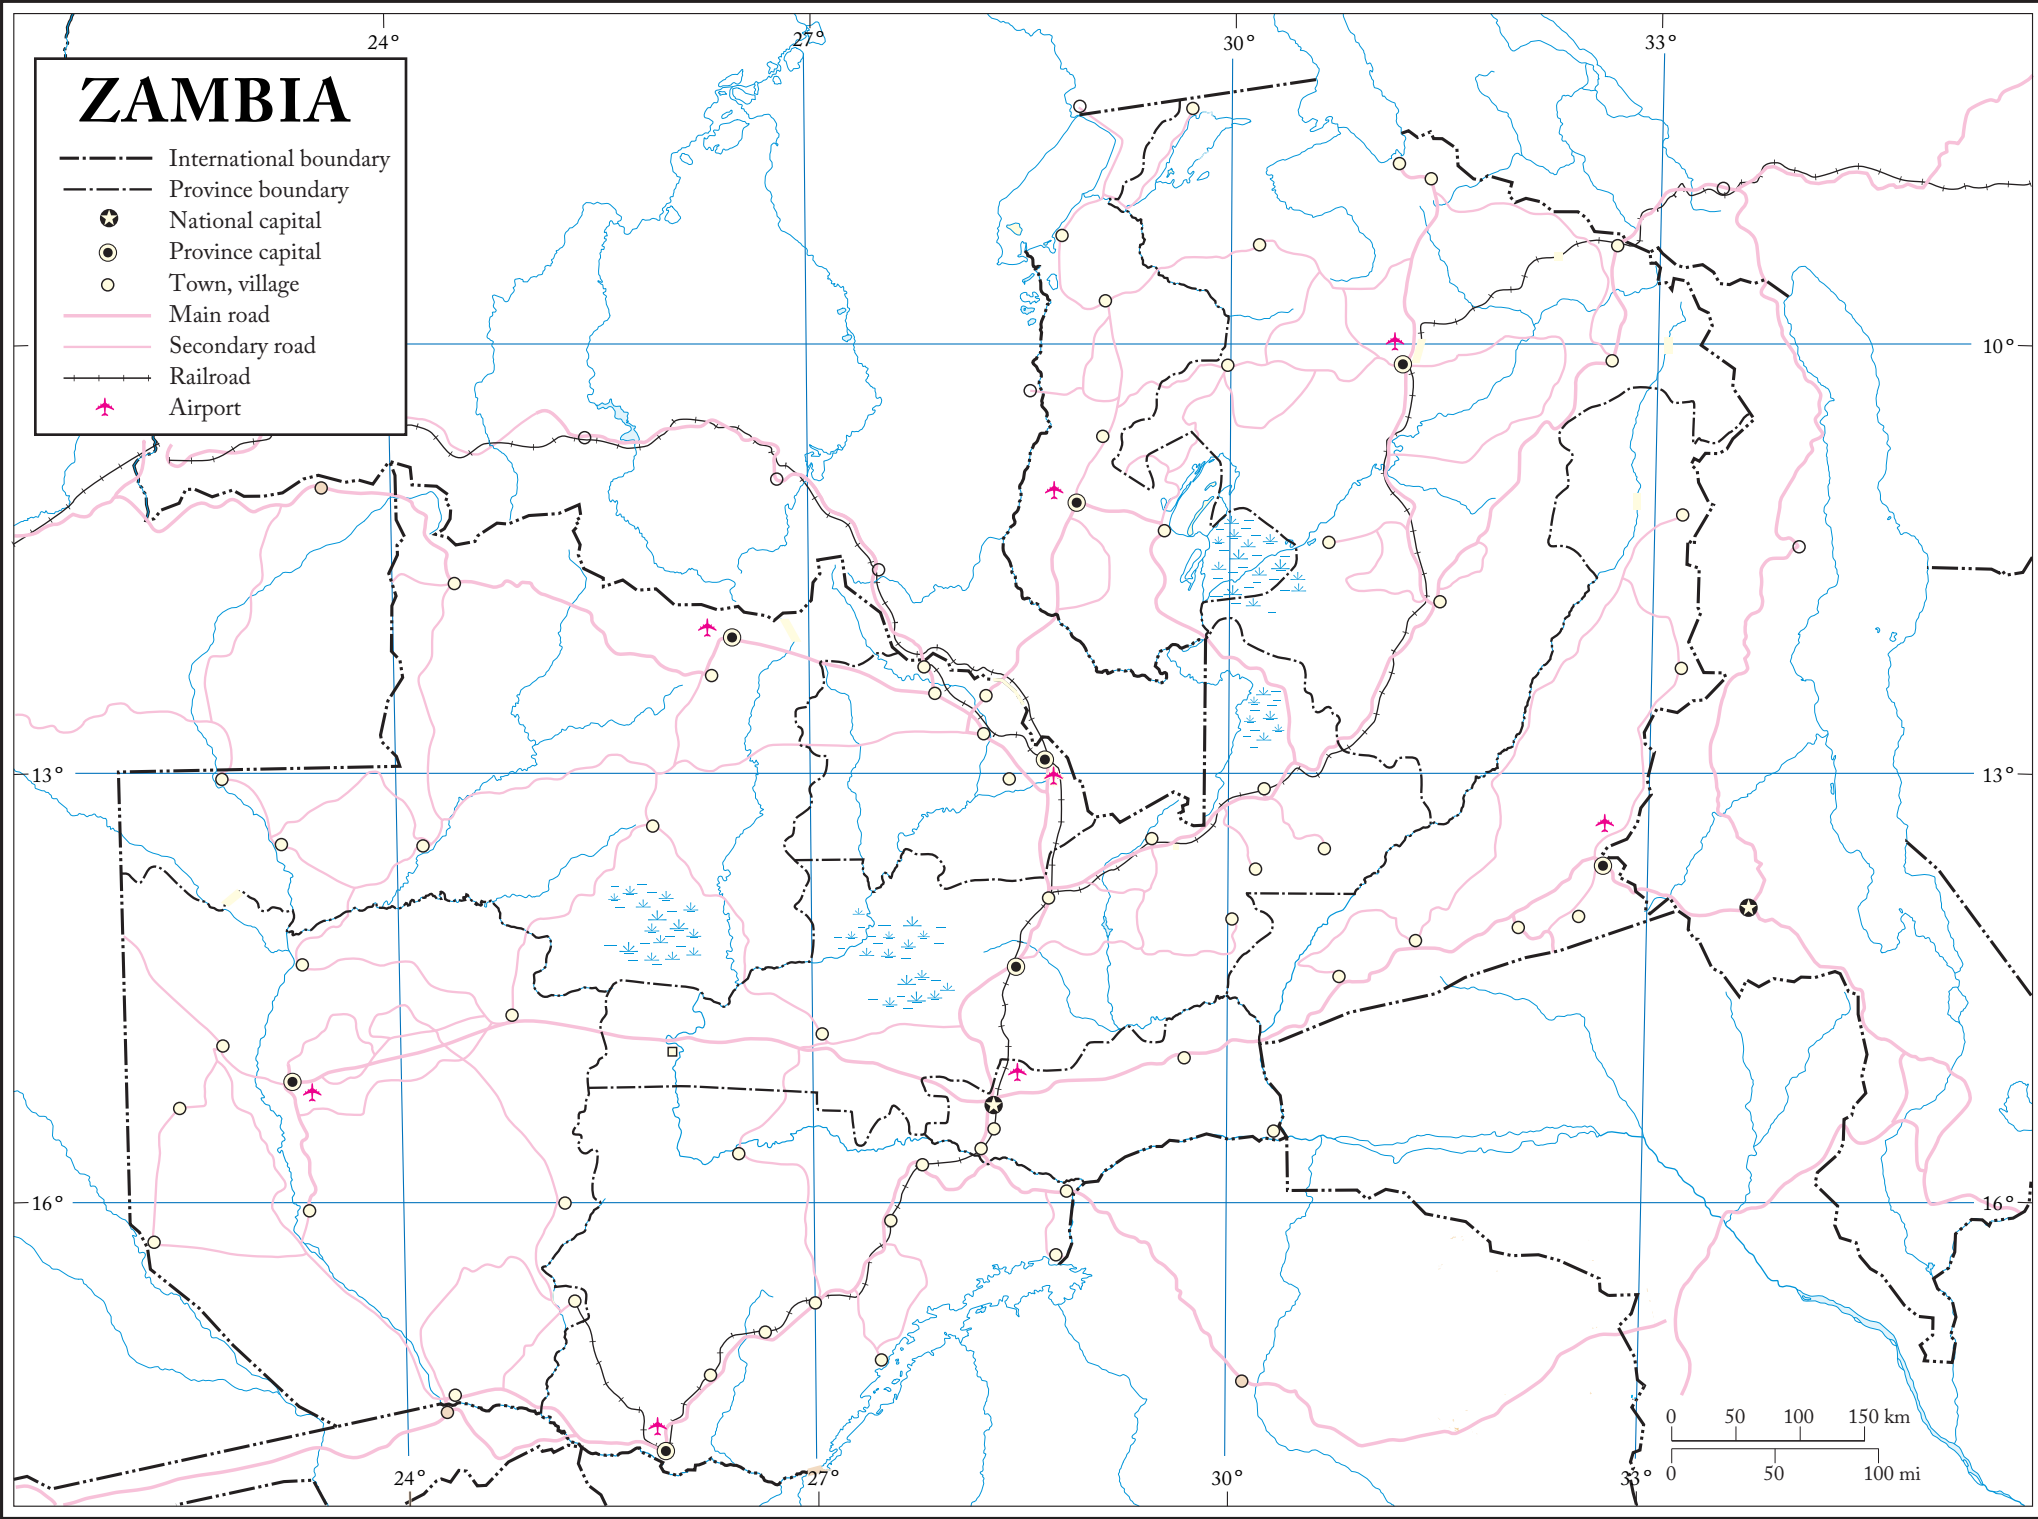 24°
27°
30°
33°
ZAMBIA
International boundary
Province boundary
National capital
Province capital
Town, village
Main road
Secondary road
Railroad
Airport
10°
13°
13°
16°
16°
0 50 100 150 km
0 50 100 mi
24°
27°
30°
33°